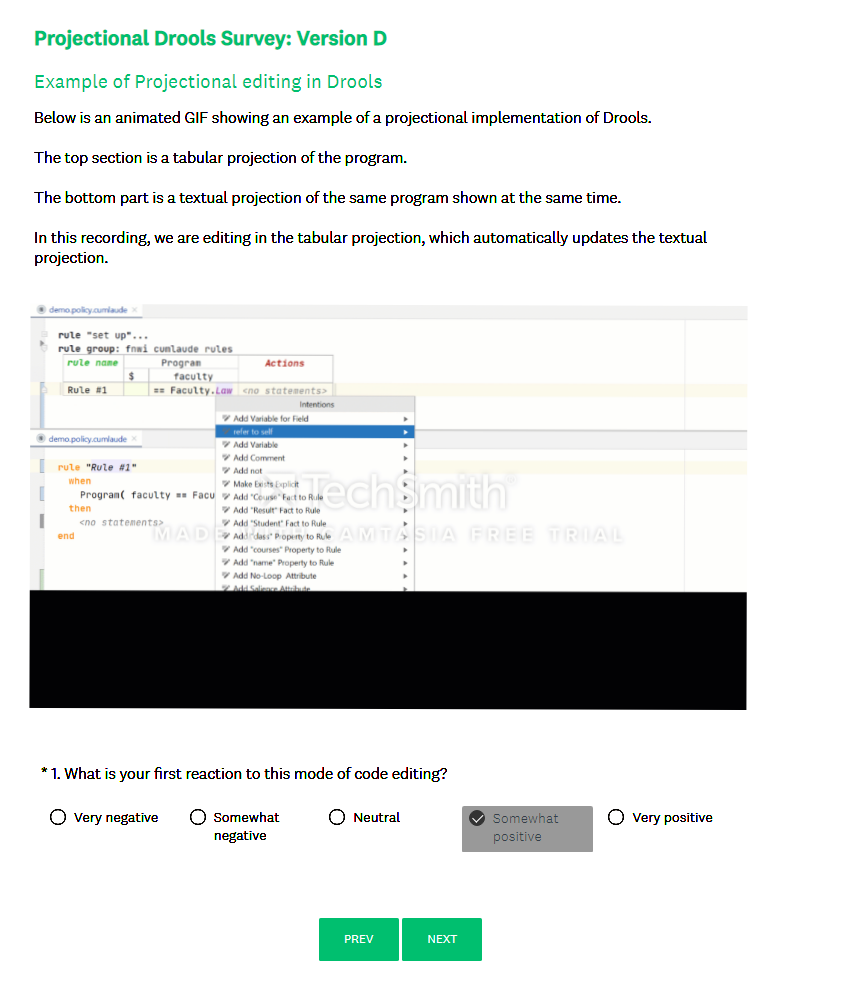 Projectional Drools Survey: Version D
Example of Projectional editing in Drools
Below is an animated GIF showing an example of a projectional implementation of Drools.
The top section is a tabular projection of the program.
The bottom part is a textual projection of the same program shown at the same time.
In this recording, we are editing in the tabular projection, which automatically updates the textual
projection.
demo.policy.cumlaude ×
rule "set up"...
rule group: fnwi cumlaude rules
rule name Program Actions
$ faculty
Rule #1 == Faculty.Law <no statements>
Intentions
Add Variable for Field
refer to self
Add Variable
Add Comment
Add not
Make Exists Explicit
Add "Course" Fact to Rule
Add "Result" Fact to Rule
Add "Student" Fact to Rule
Add "class" Property to Rule
Add "courses" Property to Rule
Add "name" Property to Rule
Add No-Loop Attribute
Add Salience Attribute
demo.policy.cumlaude ×
rule "Rule #1"
when
Program( faculty == Facu
then
<no statements>
end
TechSmith
MADE WITH CAMTASIA FREE TRIAL
* 1. What is your first reaction to this mode of code editing?
Very negative
Somewhat
negative
Neutral
Somewhat
positive
Very positive
PREV NEXT